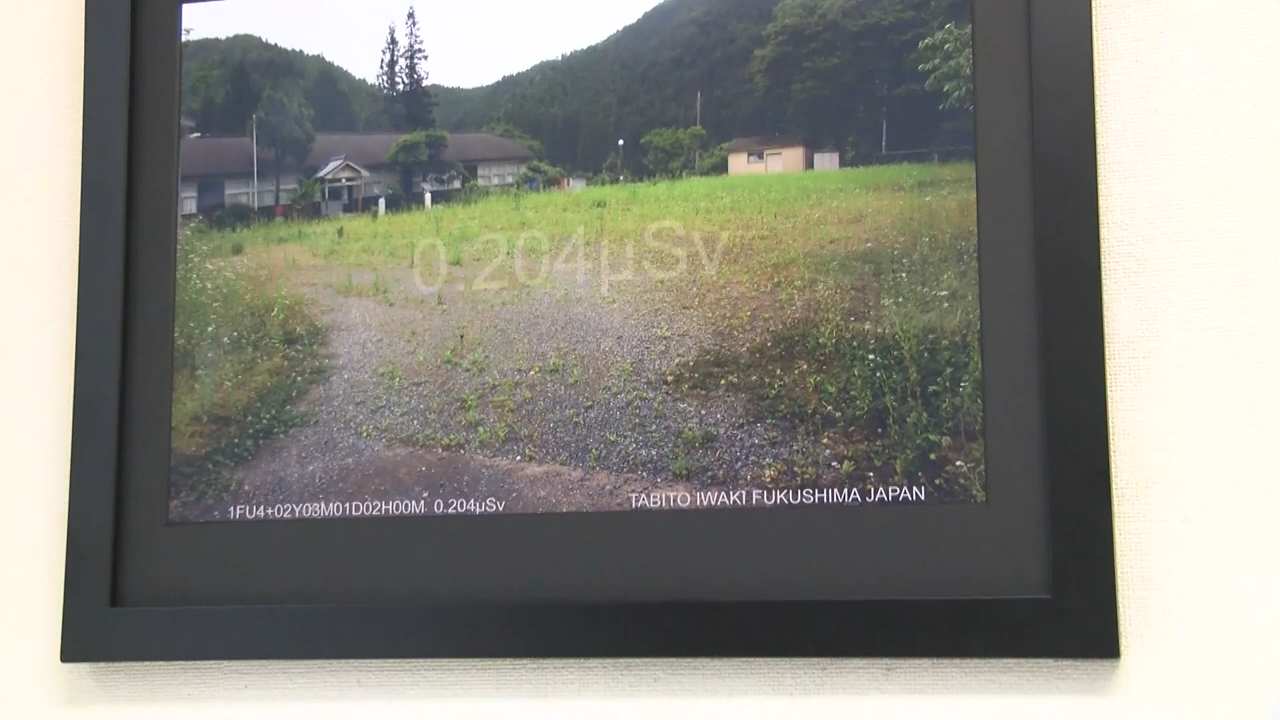 0.204μSv
1FU4+02Y03M01D02H00M 0.204μSv
TABITO IWAKI FUKUSHIMA JAPAN